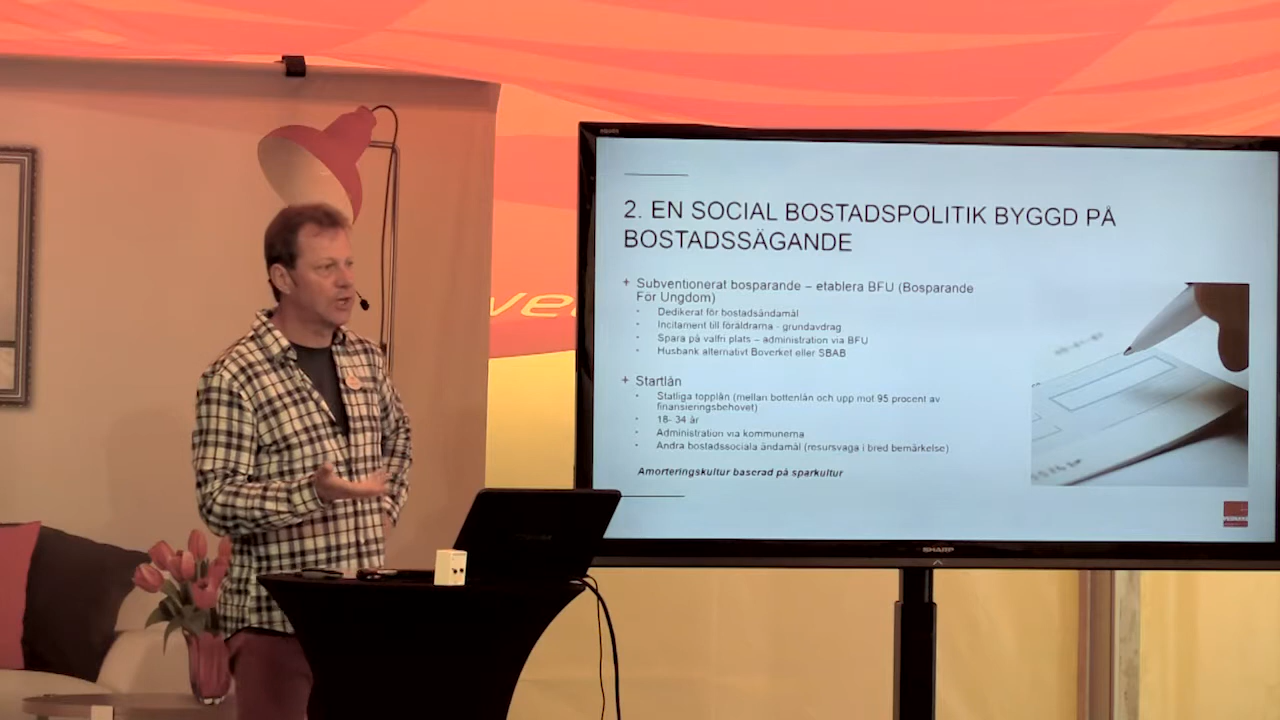 2. EN SOCIAL BOSTADSPOLITIK BYGGD PÅ
BOSTADSSÄGANDE
+ Subventionerat bosparande – etablera BFU (Bosparande
För Ungdom)
- Dedikerat för bostadsändamål
- Incitament till föräldrarna - grundavdrag
- Spara på valfri plats – administration via BFU
- Husbank alternativt Boverket eller SBAB
+ Startlån
- Statliga topplån (mellan bottenlån och upp mot 95 procent av
finansieringsbehovet)
- 18- 34 år
- Administration via kommunerna
- Andra bostadssociala ändamål (resursvaga i bred bemärkelse)
Amorteringskultur baserad på sparkultur
SHARP